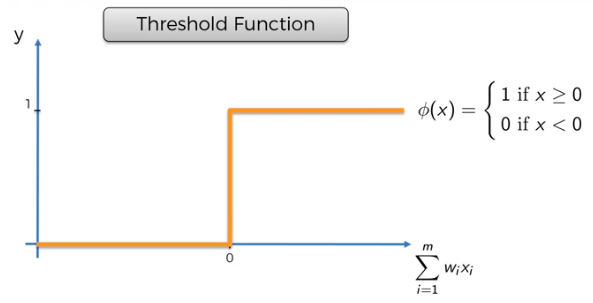 Threshold Function
y
1
ϕ(x) = { 1 if x ≥ 0
0 if x < 0
0
m
∑ wᵢxᵢ
i=1